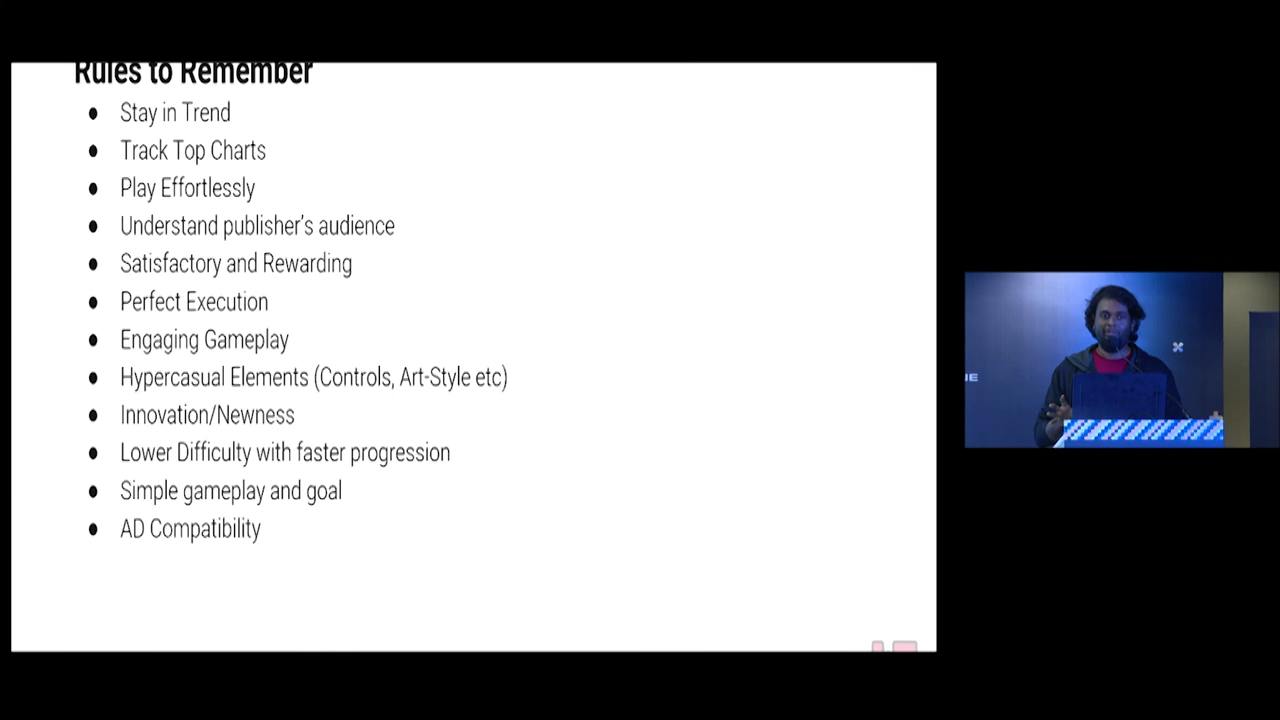 Rules to Remember
● Stay in Trend
● Track Top Charts
● Play Effortlessly
● Understand publisher's audience
● Satisfactory and Rewarding
● Perfect Execution
● Engaging Gameplay
● Hypercasual Elements (Controls, Art-Style etc)
● Innovation/Newness
● Lower Difficulty with faster progression
● Simple gameplay and goal
● AD Compatibility